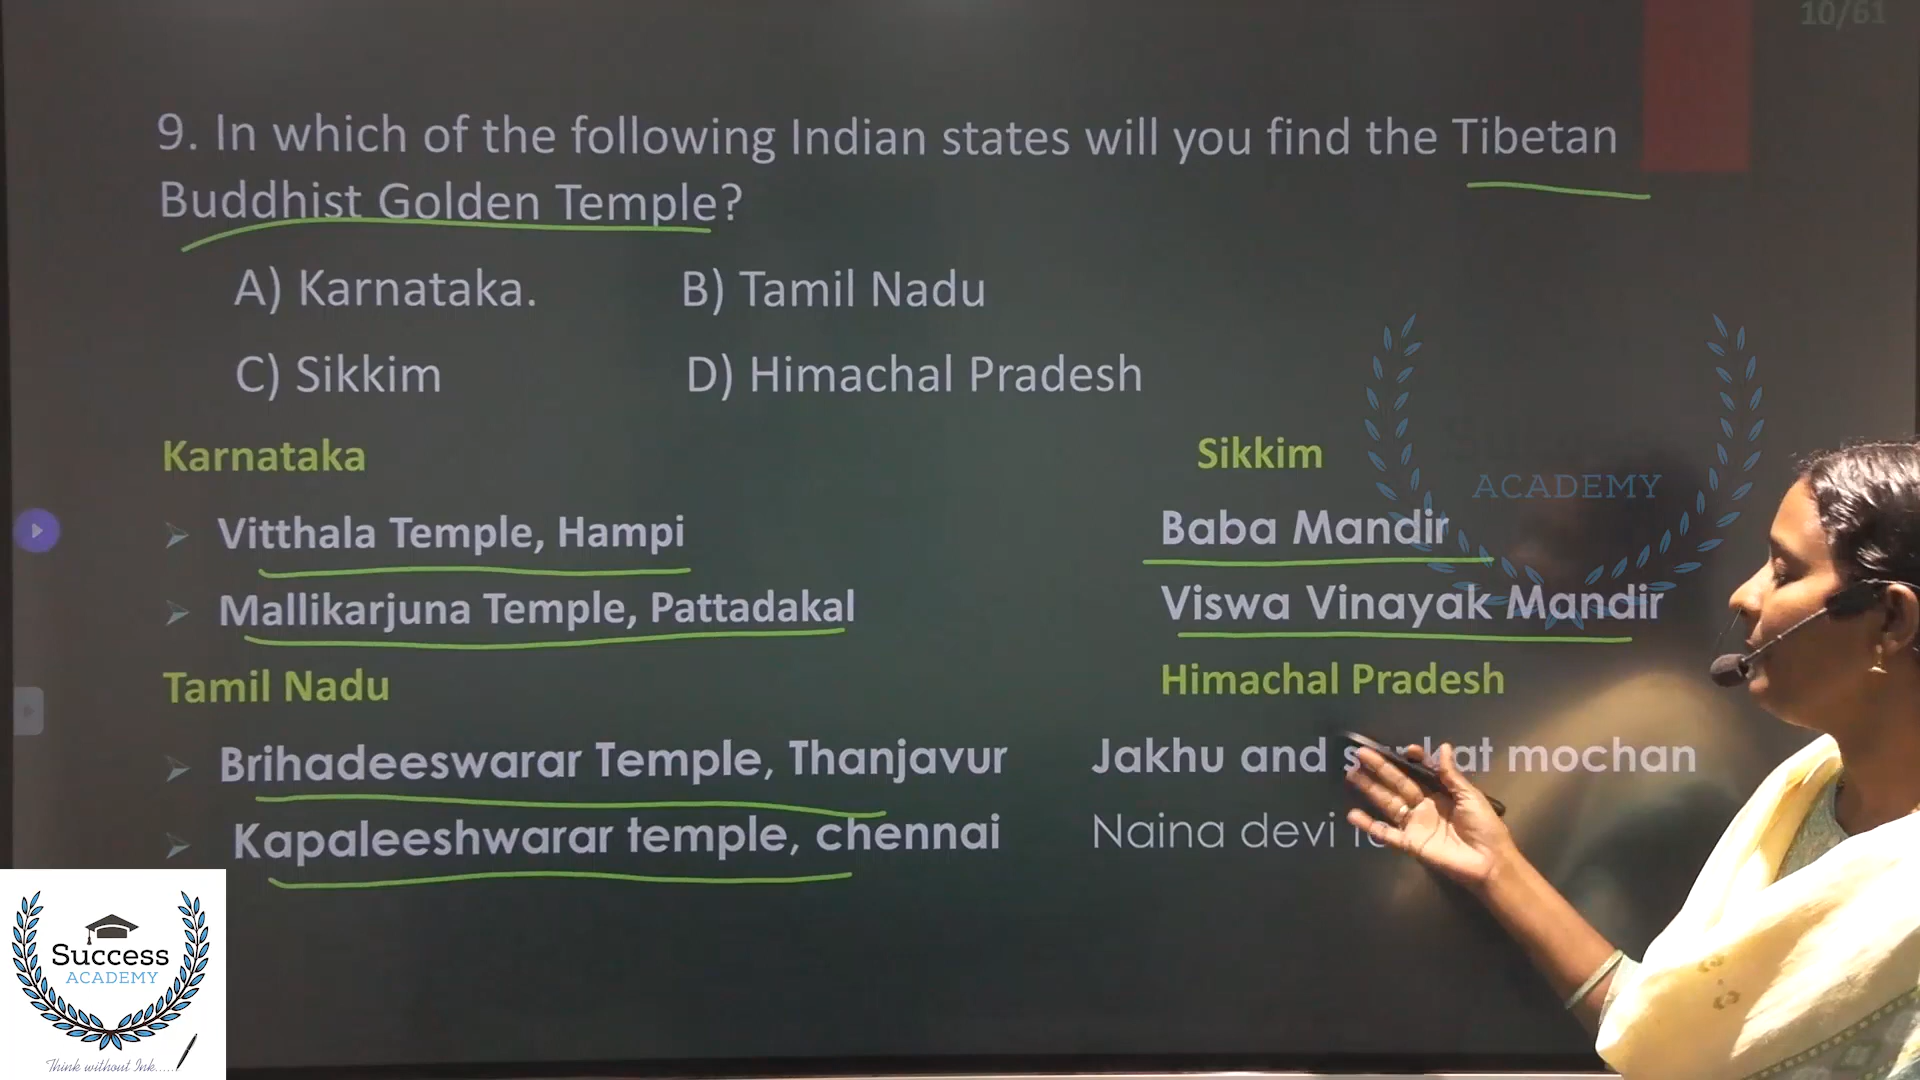 10/61
9. In which of the following Indian states will you find the Tibetan
Buddhist Golden Temple?
A) Karnataka. B) Tamil Nadu
C) Sikkim D) Himachal Pradesh
Karnataka
Vitthala Temple, Hampi
Mallikarjuna Temple, Pattadakal
Tamil Nadu
Brihadeeswarar Temple, Thanjavur
Kapaleeshwarar temple, chennai
Sikkim
Baba Mandir
Viswa Vinayak Mandir
Himachal Pradesh
Jakhu and mochan
Naina devi
ACADEMY
Success
ACADEMY
Think without Ink.....